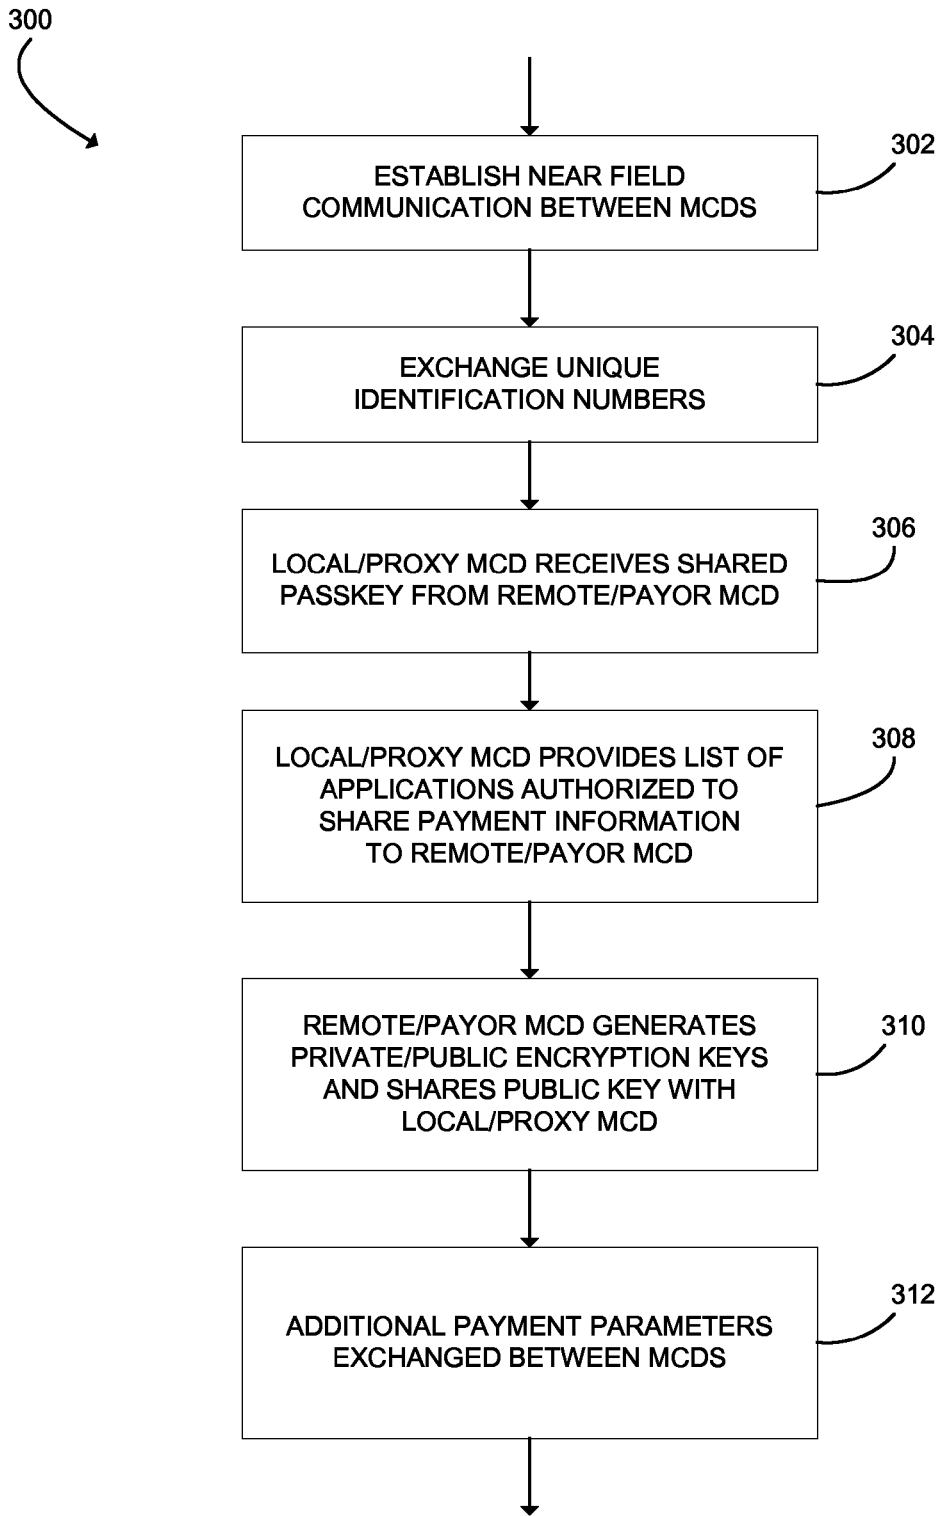 300
302
ESTABLISH NEAR FIELD
COMMUNICATION BETWEEN MCDS
304
EXCHANGE UNIQUE
IDENTIFICATION NUMBERS
306
LOCAL/PROXY MCD RECEIVES SHARED
PASSKEY FROM REMOTE/PAYOR MCD
308
LOCAL/PROXY MCD PROVIDES LIST OF
APPLICATIONS AUTHORIZED TO
SHARE PAYMENT INFORMATION
TO REMOTE/PAYOR MCD
310
REMOTE/PAYOR MCD GENERATES
PRIVATE/PUBLIC ENCRYPTION KEYS
AND SHARES PUBLIC KEY WITH
LOCAL/PROXY MCD
312
ADDITIONAL PAYMENT PARAMETERS
EXCHANGED BETWEEN MCDS